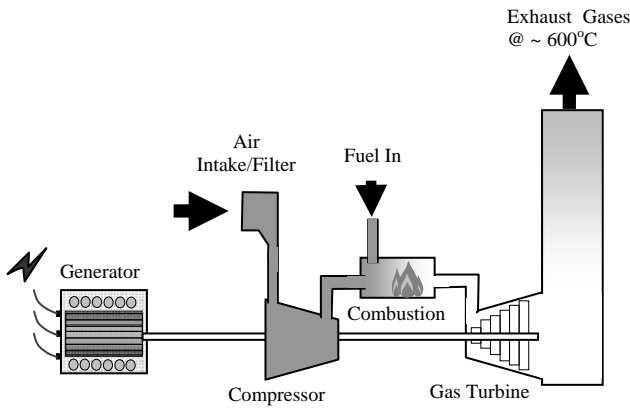 Exhaust Gases
@ ~ 600°C
Air
Intake/Filter
Fuel In
Generator
Combustion
Compressor
Gas Turbine